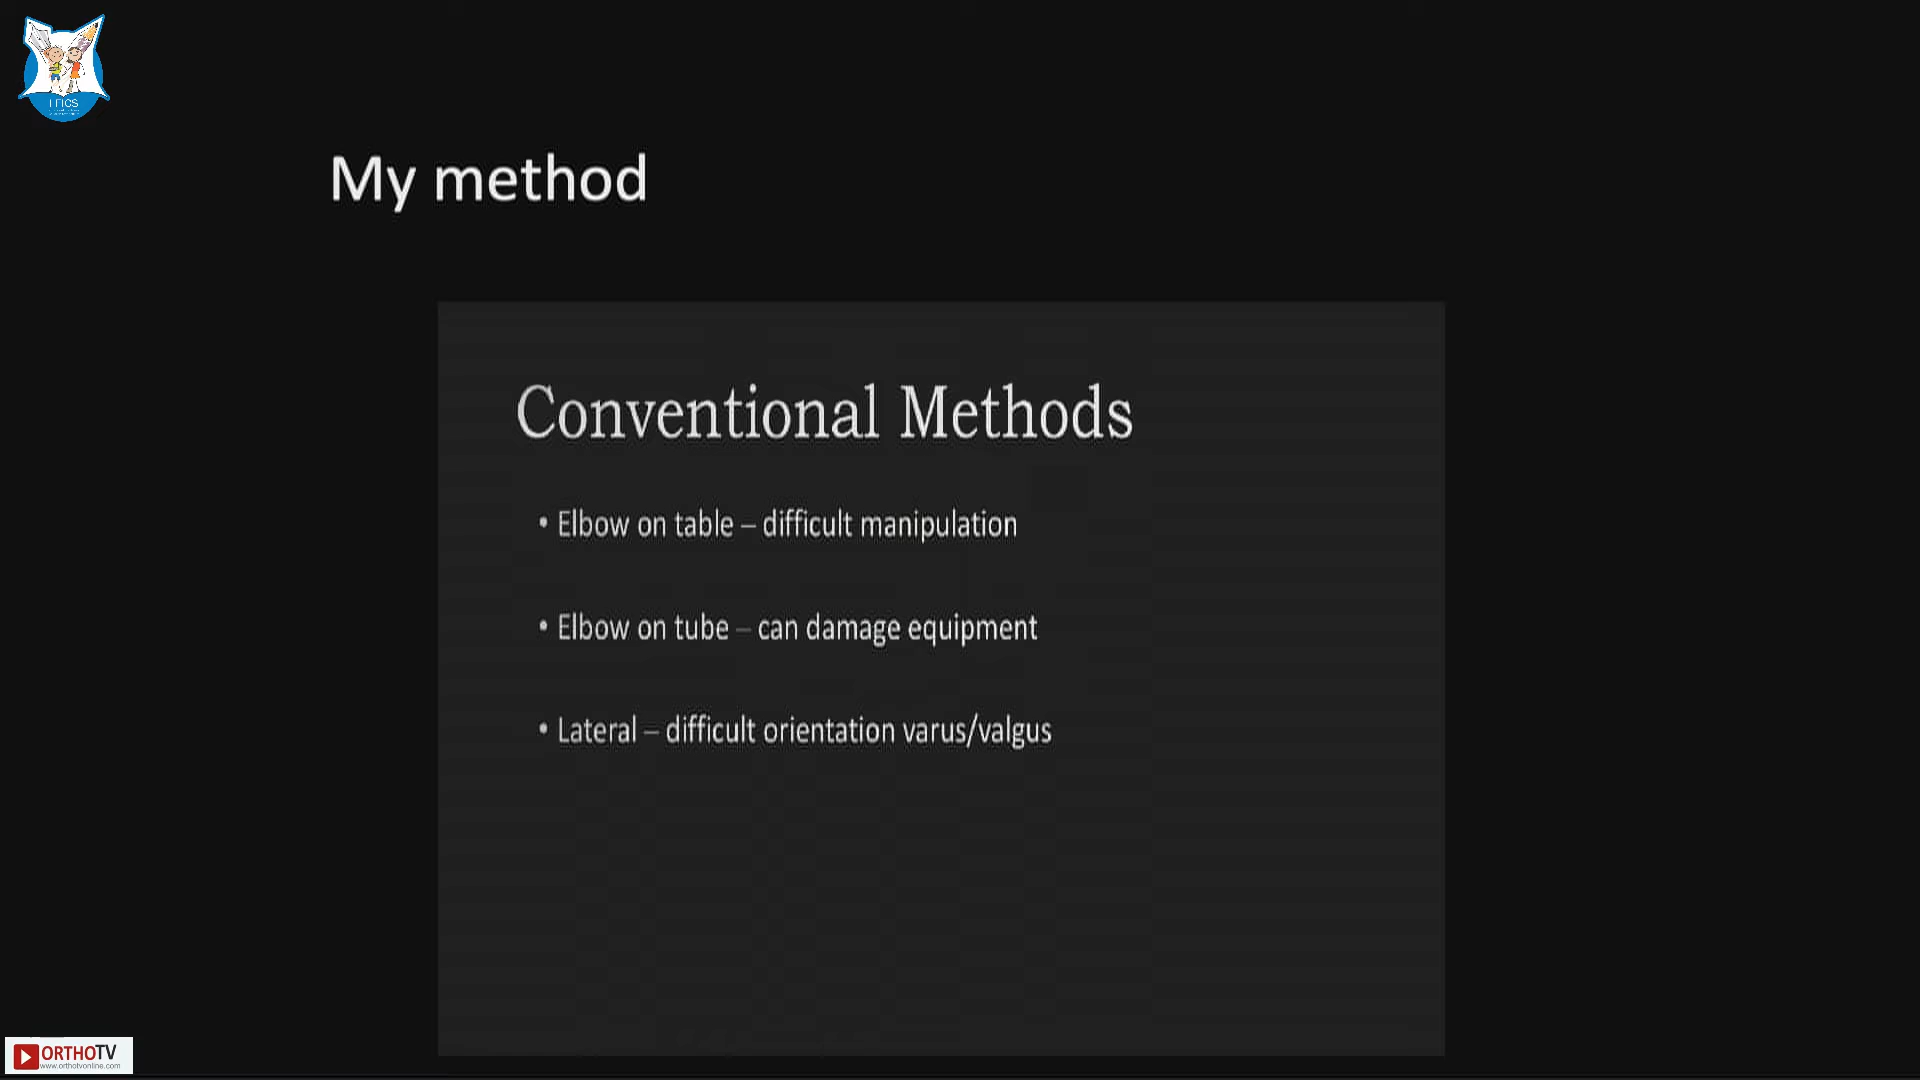 I FICS
My method
Conventional Methods
• Elbow on table – difficult manipulation
• Elbow on tube – can damage equipment
• Lateral – difficult orientation varus/valgus
ORTHOTV
www.orthotvonline.com